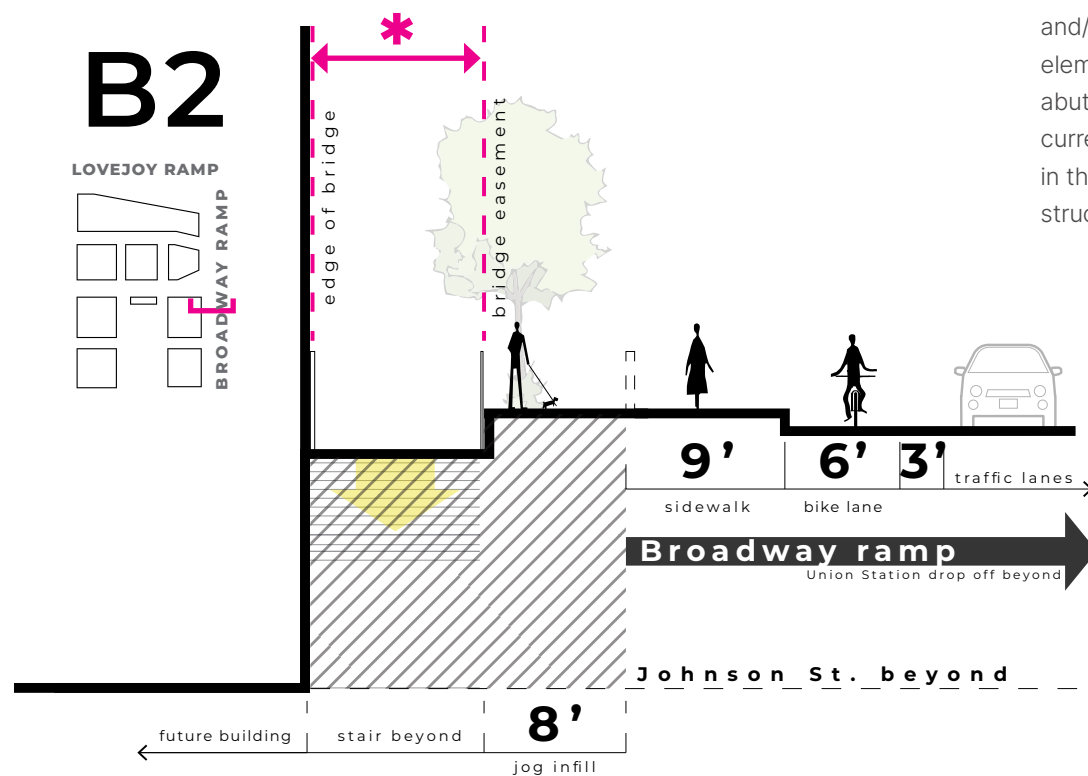 B2
LOVEJOY RAMP
BROADWAY RAMP
*
edge of bridge
bridge easement
and/
elem
abut
curre
in th
struc
9’
6’
3’
sidewalk
bike lane
traffic lanes
Broadway ramp
Union Station drop off beyond
Johnson St. beyond
8’
future building
stair beyond
jog infill